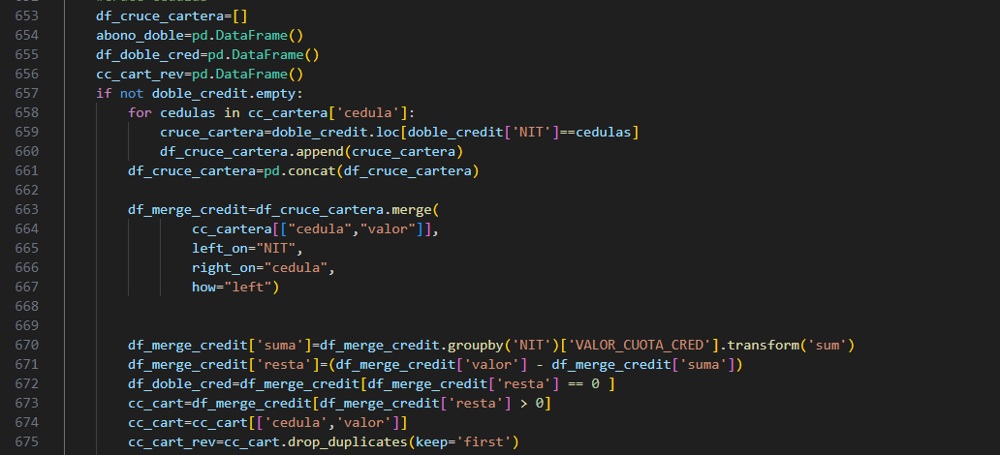 653 df_cruce_cartera=[]
654 abono_doble=pd.DataFrame()
655 df_doble_cred=pd.DataFrame()
656 cc_cart_rev=pd.DataFrame()
657 if not doble_credit.empty:
658     for cedulas in cc_cartera['cedula']:
659         cruce_cartera=doble_credit.loc[doble_credit['NIT']==cedulas]
660         df_cruce_cartera.append(cruce_cartera)
661     df_cruce_cartera=pd.concat(df_cruce_cartera)
662
663     df_merge_credit=df_cruce_cartera.merge(
664             cc_cartera[["cedula","valor"]],
665             left_on="NIT",
666             right_on="cedula",
667             how="left")
668
669
670     df_merge_credit['suma']=df_merge_credit.groupby('NIT')['VALOR_CUOTA_CRED'].transform('sum')
671     df_merge_credit['resta']=(df_merge_credit['valor'] - df_merge_credit['suma'])
672     df_doble_cred=df_merge_credit[df_merge_credit['resta'] == 0 ]
673     cc_cart=df_merge_credit[df_merge_credit['resta'] > 0]
674     cc_cart=cc_cart[['cedula','valor']]
675     cc_cart_rev=cc_cart.drop_duplicates(keep='first')